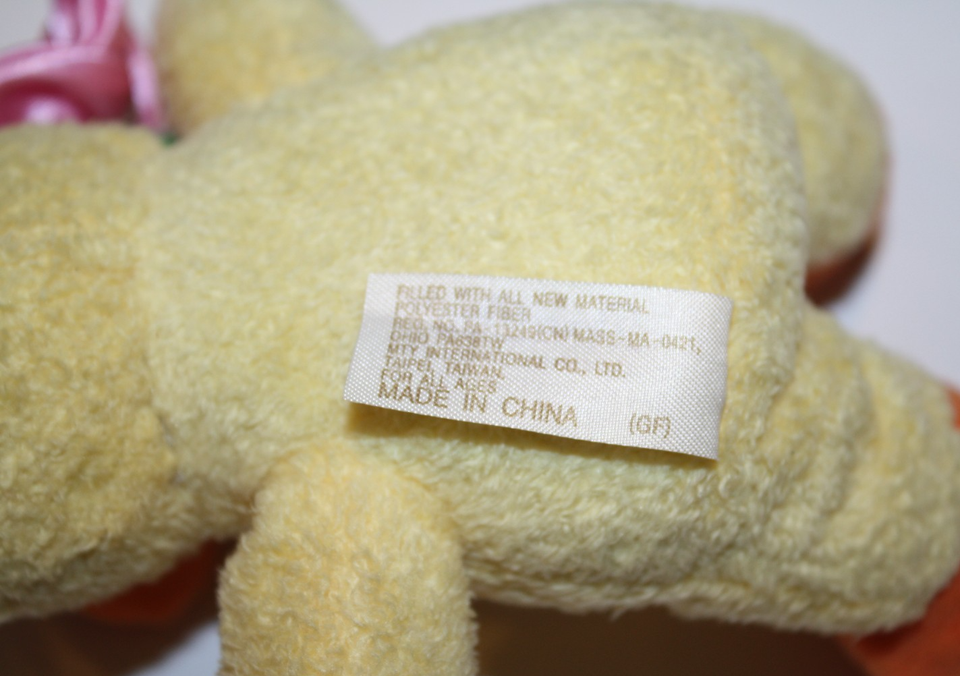 FILLED WITH ALL NEW MATERIAL
POLYESTER FIBER
REG. NO. PA-13249(CN) MASS-MA-0421,
OHIO PA6381TW
MTY INTERNATIONAL CO., LTD.
TAIPEI, TAIWAN.
FOR ALL AGES
MADE IN CHINA (GF)